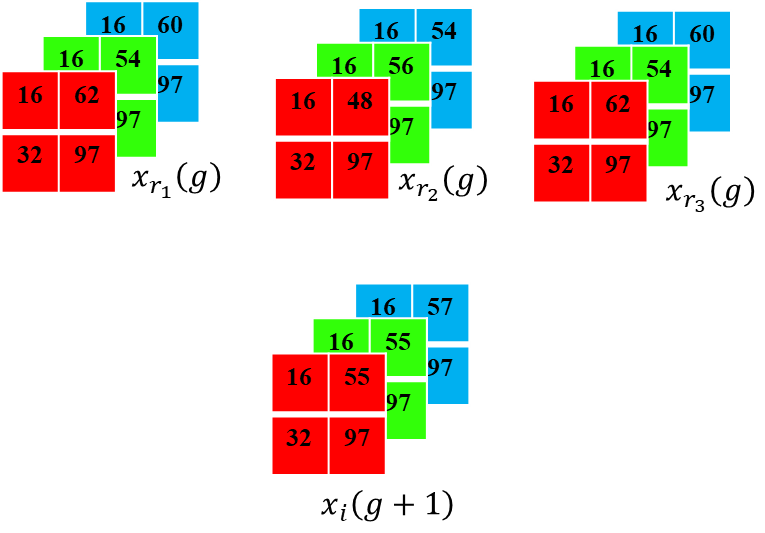 16 60
16 54
16 62 97
97
32 97
x_{r_1}(g)
16 54
16 56
16 48 97
97
32 97
x_{r_2}(g)
16 60
16 54
16 62 97
97
32 97
x_{r_3}(g)
16 57
16 55
16 55 97
97
32 97
x_i(g + 1)